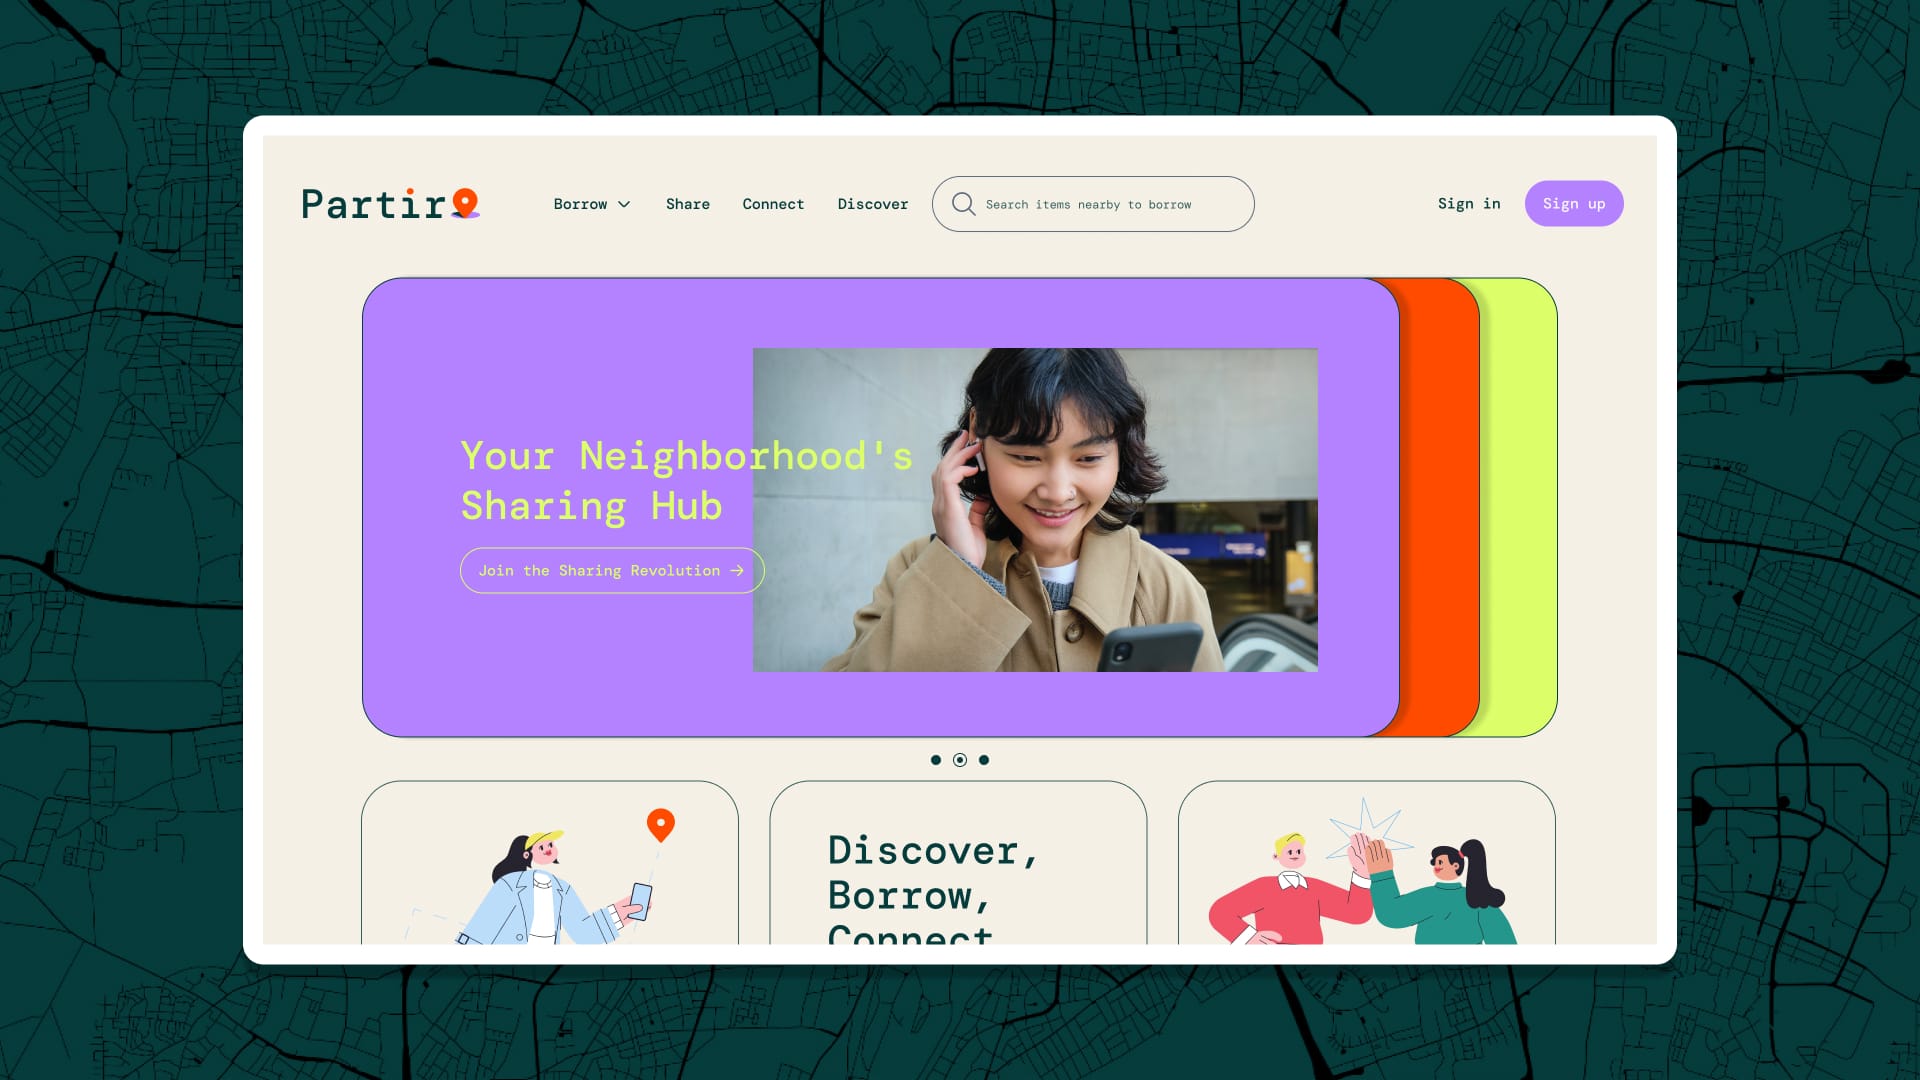 Partir
Borrow
Share
Connect
Discover
Search items nearby to borrow
Sign in
Sign up
Your Neighborhood's
Sharing Hub
Join the Sharing Revolution →
Discover,
Borrow,
Connect